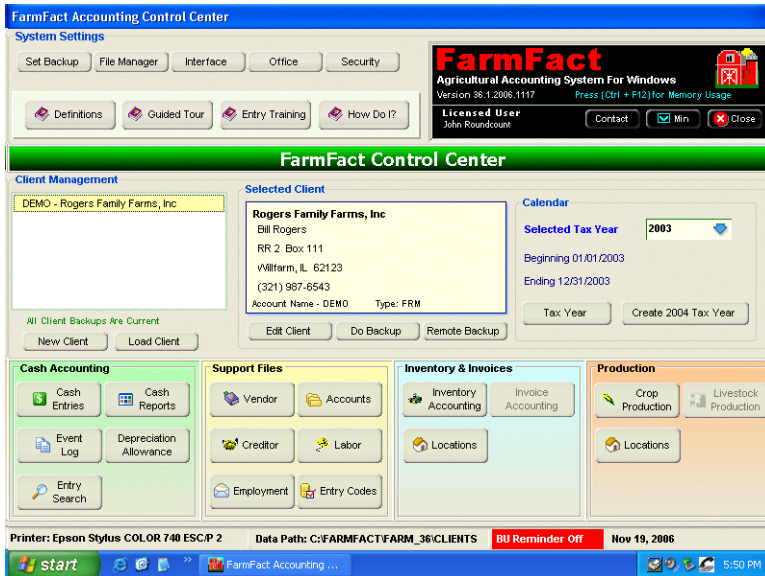 FarmFact Accounting Control Center
System Settings
Set Backup File Manager Interface Office Security
Definitions Guided Tour Entry Training How Do I?
FarmFact
Agricultural Accounting System For Windows
Version 36.1.2006.1117 Press (Ctrl + F12) for Memory Usage
Licensed User
John Roundcount
Contact Min Close
FarmFact Control Center
Client Management
DEMO - Rogers Family Farms, Inc
All Client Backups Are Current
New Client Load Client
Selected Client
Rogers Family Farms, Inc
Bill Rogers
RR 2 Box 111
Willfarm, IL 62123
(321) 987-6543
Account Name - DEMO Type: FRM
Edit Client Do Backup Remote Backup
Calendar
Selected Tax Year 2003
Beginning 01/01/2003
Ending 12/31/2003
Tax Year Create 2004 Tax Year
Cash Accounting
Cash Entries
Cash Reports
Event Log
Depreciation Allowance
Entry Search
Support Files
Vendor Accounts
Creditor Labor
Employment Entry Codes
Inventory & Invoices
Inventory Accounting
Invoice Accounting
Locations
Production
Crop Production
Livestock Production
Locations
Printer: Epson Stylus COLOR 740 ESC/P 2 Data Path: C:\FARMFACT\FARM_36\CLIENTS BU Reminder Off Nov 19, 2006
start FarmFact Accounting ... 5:50 PM